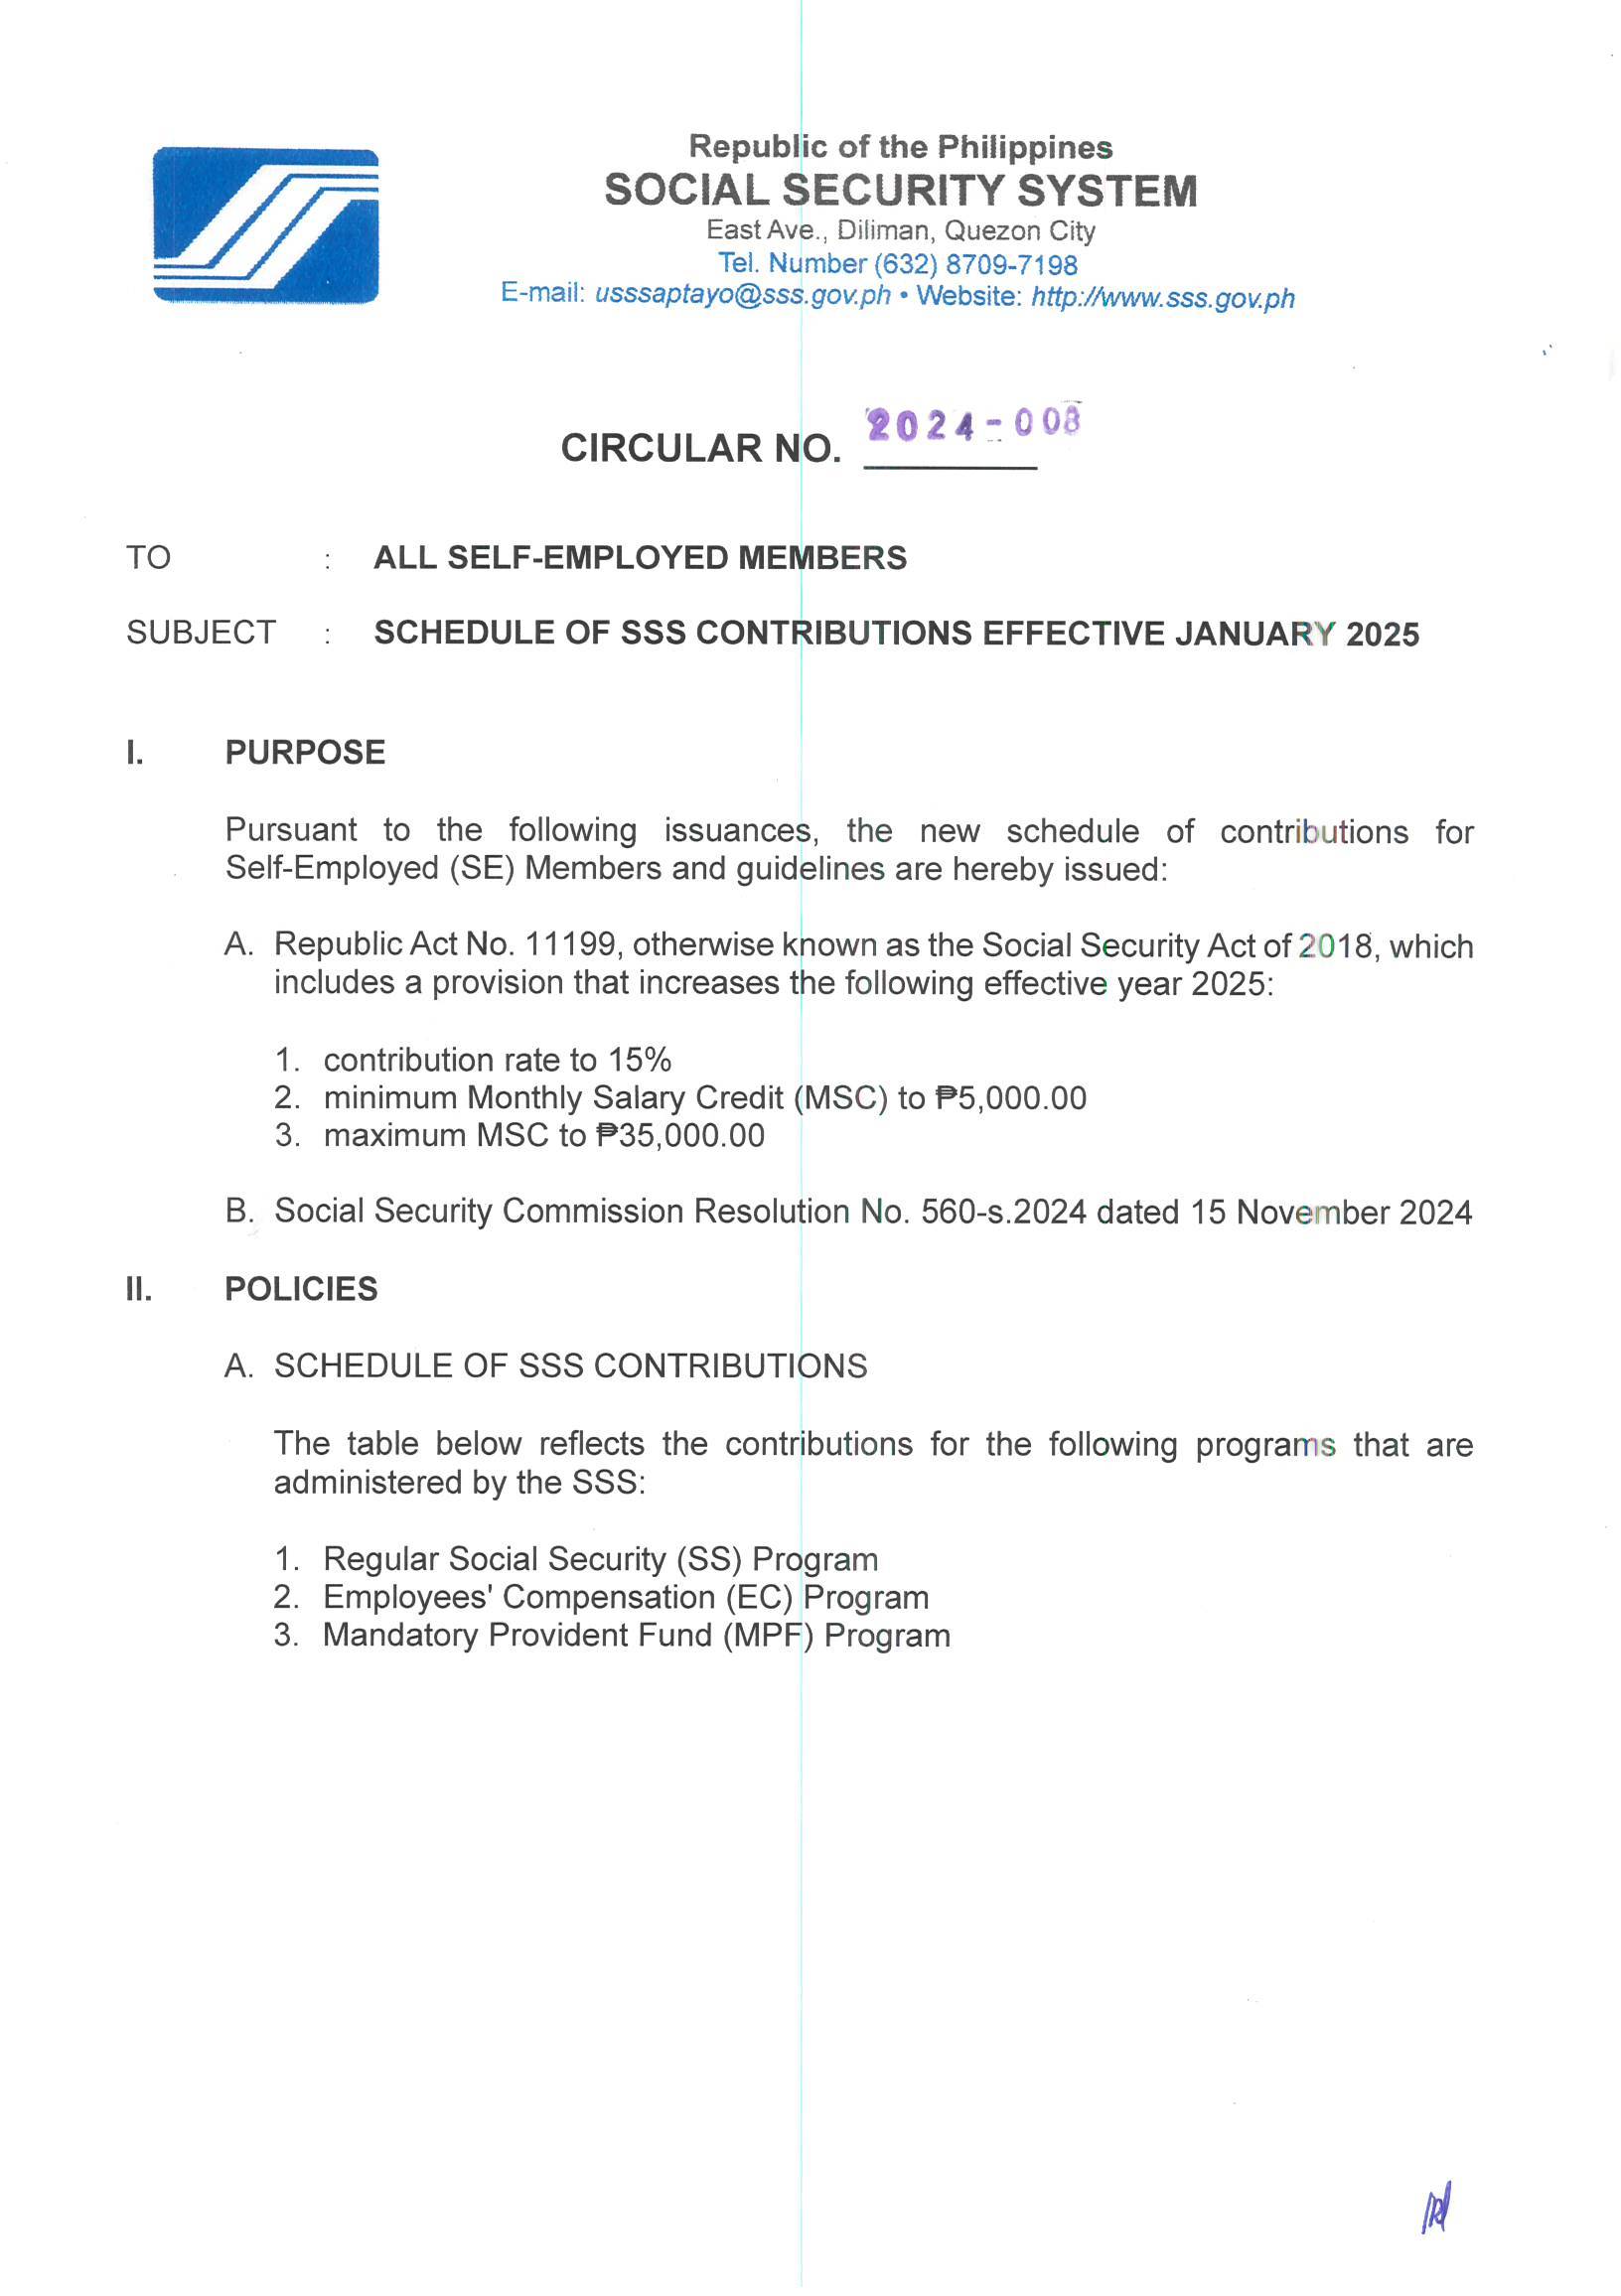 Republic of the Philippines
SOCIAL SECURITY SYSTEM
East Ave., Diliman, Quezon City
Tel. Number (632) 8709-7198
E-mail: usssaptayo@sss.gov.ph • Website: http://www.sss.gov.ph
CIRCULAR NO. 2024-008
TO : ALL SELF-EMPLOYED MEMBERS
SUBJECT : SCHEDULE OF SSS CONTRIBUTIONS EFFECTIVE JANUARY 2025
I. PURPOSE
Pursuant to the following issuances, the new schedule of contributions for
Self-Employed (SE) Members and guidelines are hereby issued:
A. Republic Act No. 11199, otherwise known as the Social Security Act of 2018, which
includes a provision that increases the following effective year 2025:
1. contribution rate to 15%
2. minimum Monthly Salary Credit (MSC) to ₱5,000.00
3. maximum MSC to ₱35,000.00
B. Social Security Commission Resolution No. 560-s.2024 dated 15 November 2024
II. POLICIES
A. SCHEDULE OF SSS CONTRIBUTIONS
The table below reflects the contributions for the following programs that are
administered by the SSS:
1. Regular Social Security (SS) Program
2. Employees' Compensation (EC) Program
3. Mandatory Provident Fund (MPF) Program